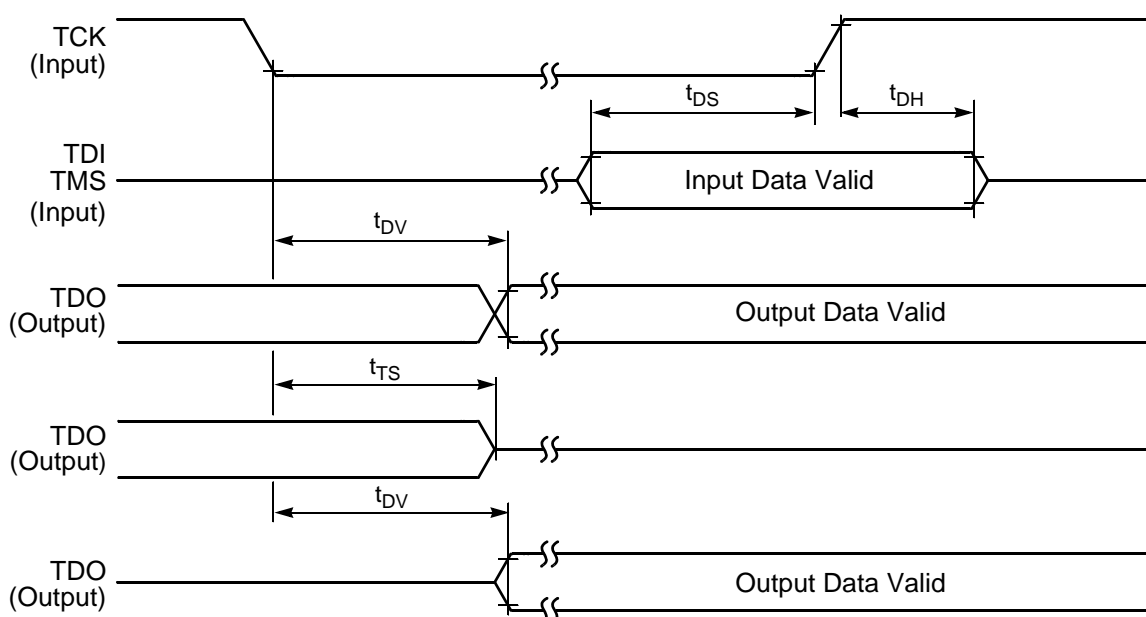 TCK
(Input)
tDS
tDH
TDI
TMS
(Input)
Input Data Valid
tDV
TDO
(Output)
Output Data Valid
tTS
TDO
(Output)
tDV
TDO
(Output)
Output Data Valid